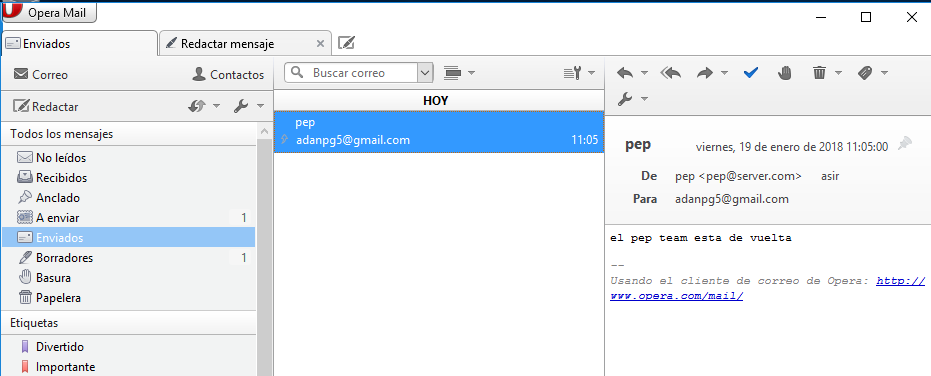 Opera Mail
Enviados
Redactar mensaje
Correo
Contactos
Redactar
Todos los mensajes
No leídos
Recibidos
Anclado
A enviar 1
Enviados
Borradores 1
Basura
Papelera
Etiquetas
Divertido
Importante
Buscar correo
HOY
pep
adanpg5@gmail.com 11:05
pep viernes, 19 de enero de 2018 11:05:00
De pep <pep@server.com> asir
Para adanpg5@gmail.com
el pep team esta de vuelta
--
Usando el cliente de correo de Opera: http://
www.opera.com/mail/